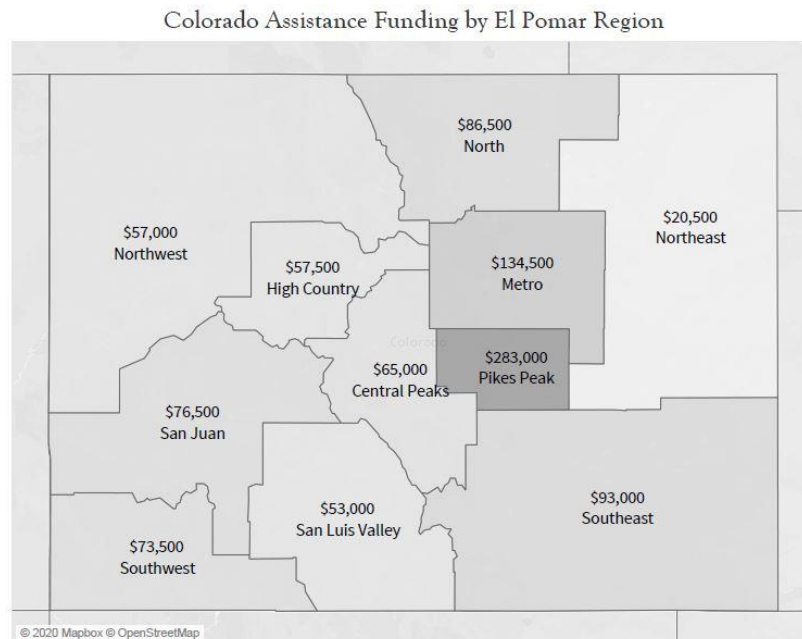 Colorado Assistance Funding by El Pomar Region
$86,500
North
$20,500
Northeast
$57,000
Northwest
$57,500
High Country
$134,500
Metro
Colorado
$283,000
Pikes Peak
$65,000
Central Peaks
$76,500
San Juan
$93,000
Southeast
$53,000
San Luis Valley
$73,500
Southwest
© 2020 Mapbox © OpenStreetMap